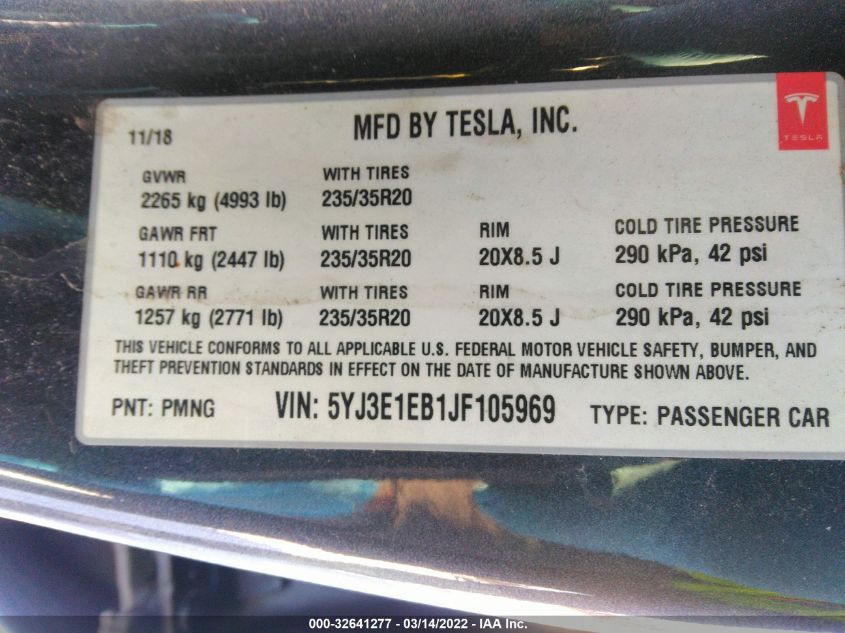 11/18 MFD BY TESLA, INC.
TESLA
GVWR WITH TIRES
2265 kg (4993 lb) 235/35R20
GAWR FRT WITH TIRES RIM COLD TIRE PRESSURE
1110 kg (2447 lb) 235/35R20 20X8.5 J 290 kPa, 42 psi
GAWR RR WITH TIRES RIM COLD TIRE PRESSURE
1257 kg (2771 lb) 235/35R20 20X8.5 J 290 kPa, 42 psi
THIS VEHICLE CONFORMS TO ALL APPLICABLE U.S. FEDERAL MOTOR VEHICLE SAFETY, BUMPER, AND
THEFT PREVENTION STANDARDS IN EFFECT ON THE DATE OF MANUFACTURE SHOWN ABOVE.
PNT: PMNG VIN: 5YJ3E1EB1JF105969 TYPE: PASSENGER CAR
000-32641277 - 03/14/2022 - IAA Inc.